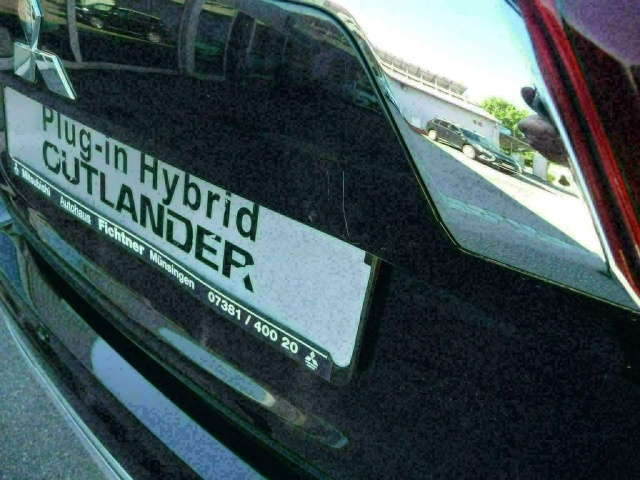 Plug-in Hybrid
OUTLANDER
Mitsubishi Autohaus Fichtner Münsingen 07381 / 400 20